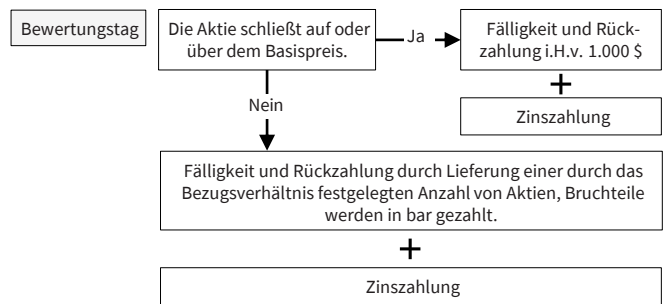 Bewertungstag
Die Aktie schließt auf oder
über dem Basispreis.
Ja
Fälligkeit und Rück-
zahlung i.H.v. 1.000 $
+
Zinszahlung
Nein
Fälligkeit und Rückzahlung durch Lieferung einer durch das
Bezugsverhältnis festgelegten Anzahl von Aktien, Bruchteile
werden in bar gezahlt.
+
Zinszahlung